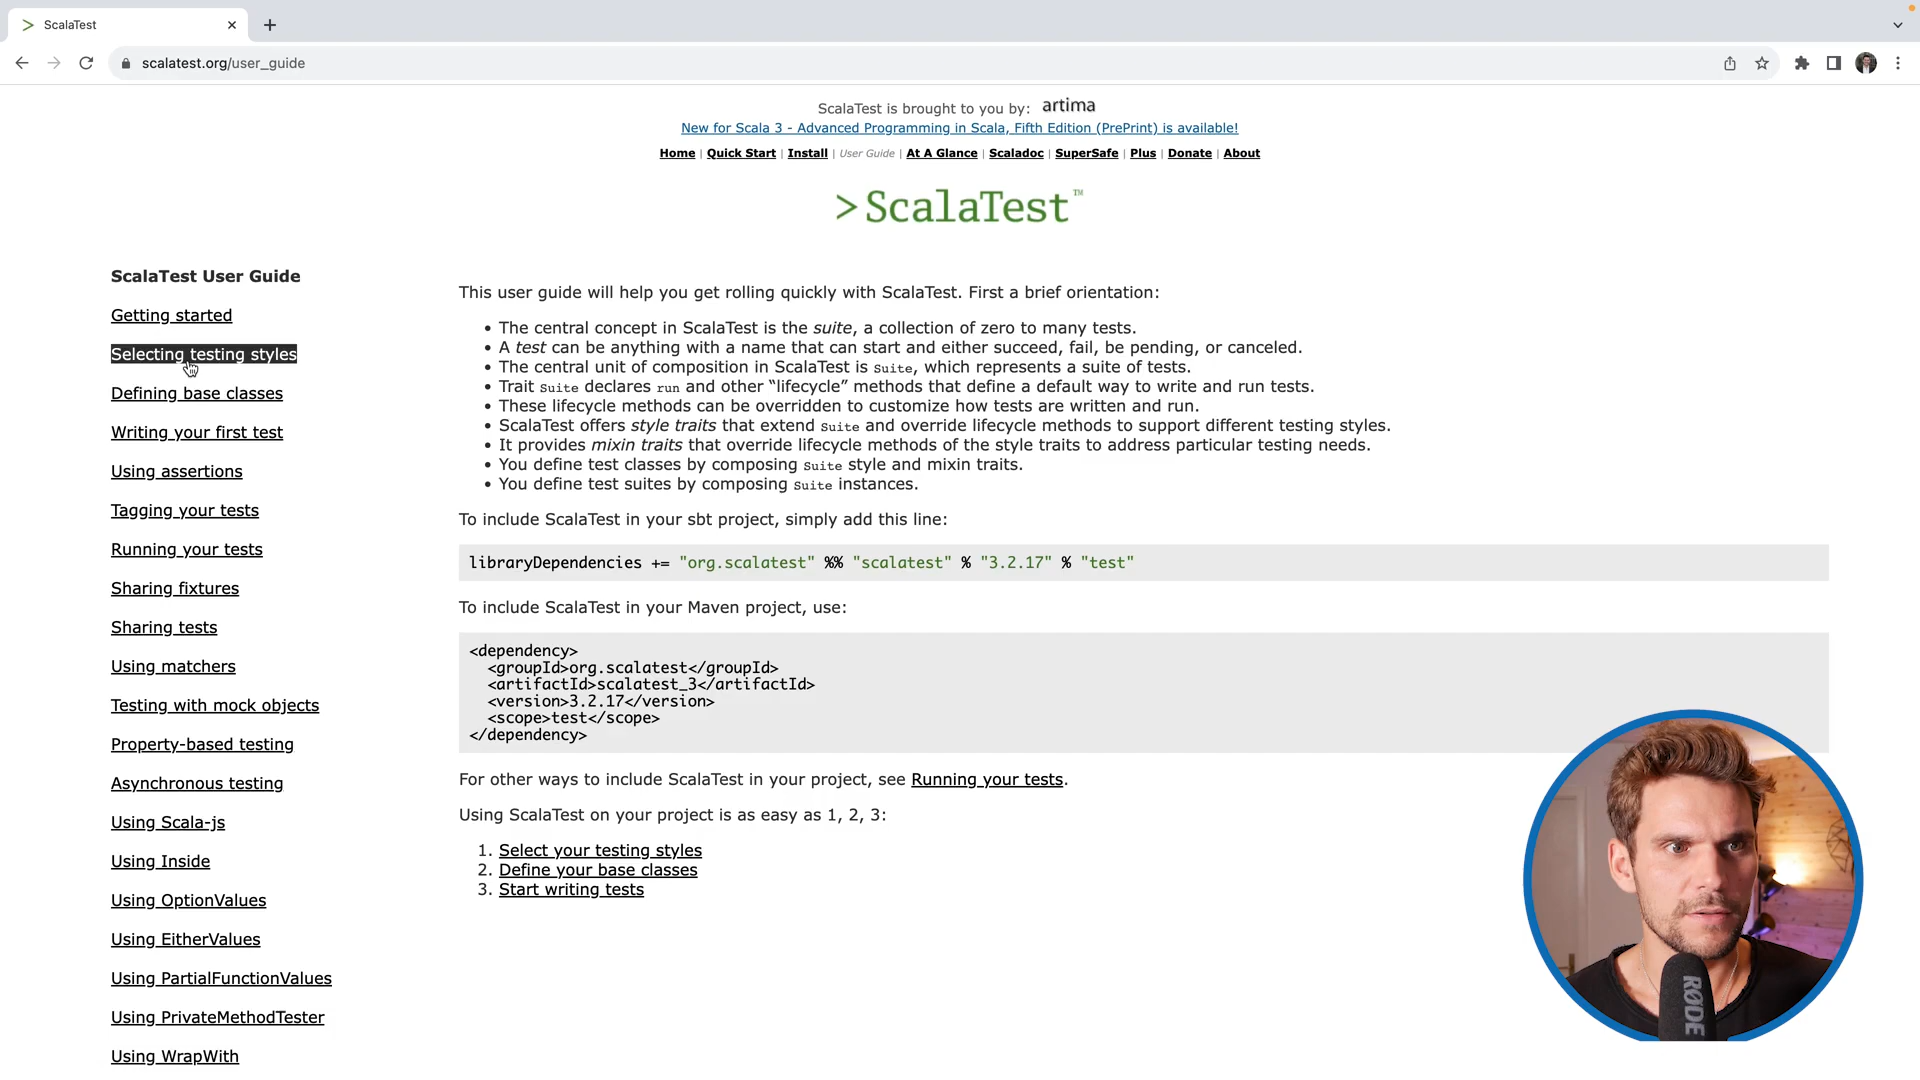 ScalaTest
scalatest.org/user_guide
ScalaTest is brought to you by: artima
New for Scala 3 - Advanced Programming in Scala, Fifth Edition (PrePrint) is available!
Home | Quick Start | Install | User Guide | At A Glance | Scaladoc | SuperSafe | Plus | Donate | About
>ScalaTest™
ScalaTest User Guide
Getting started
Selecting testing styles
Defining base classes
Writing your first test
Using assertions
Tagging your tests
Running your tests
Sharing fixtures
Sharing tests
Using matchers
Testing with mock objects
Property-based testing
Asynchronous testing
Using Scala-js
Using Inside
Using OptionValues
Using EitherValues
Using PartialFunctionValues
Using PrivateMethodTester
Using WrapWith
This user guide will help you get rolling quickly with ScalaTest. First a brief orientation:
• The central concept in ScalaTest is the suite, a collection of zero to many tests.
• A test can be anything with a name that can start and either succeed, fail, be pending, or canceled.
• The central unit of composition in ScalaTest is Suite, which represents a suite of tests.
• Trait Suite declares run and other “lifecycle” methods that define a default way to write and run tests.
• These lifecycle methods can be overridden to customize how tests are written and run.
• ScalaTest offers style traits that extend Suite and override lifecycle methods to support different testing styles.
• It provides mixin traits that override lifecycle methods of the style traits to address particular testing needs.
• You define test classes by composing Suite style and mixin traits.
• You define test suites by composing Suite instances.
To include ScalaTest in your sbt project, simply add this line:
libraryDependencies += "org.scalatest" %% "scalatest" % "3.2.17" % "test"
To include ScalaTest in your Maven project, use:
<dependency>
<groupId>org.scalatest</groupId>
<artifactId>scalatest_3</artifactId>
<version>3.2.17</version>
<scope>test</scope>
</dependency>
For other ways to include ScalaTest in your project, see Running your tests.
Using ScalaTest on your project is as easy as 1, 2, 3:
1. Select your testing styles
2. Define your base classes
3. Start writing tests
RØDE